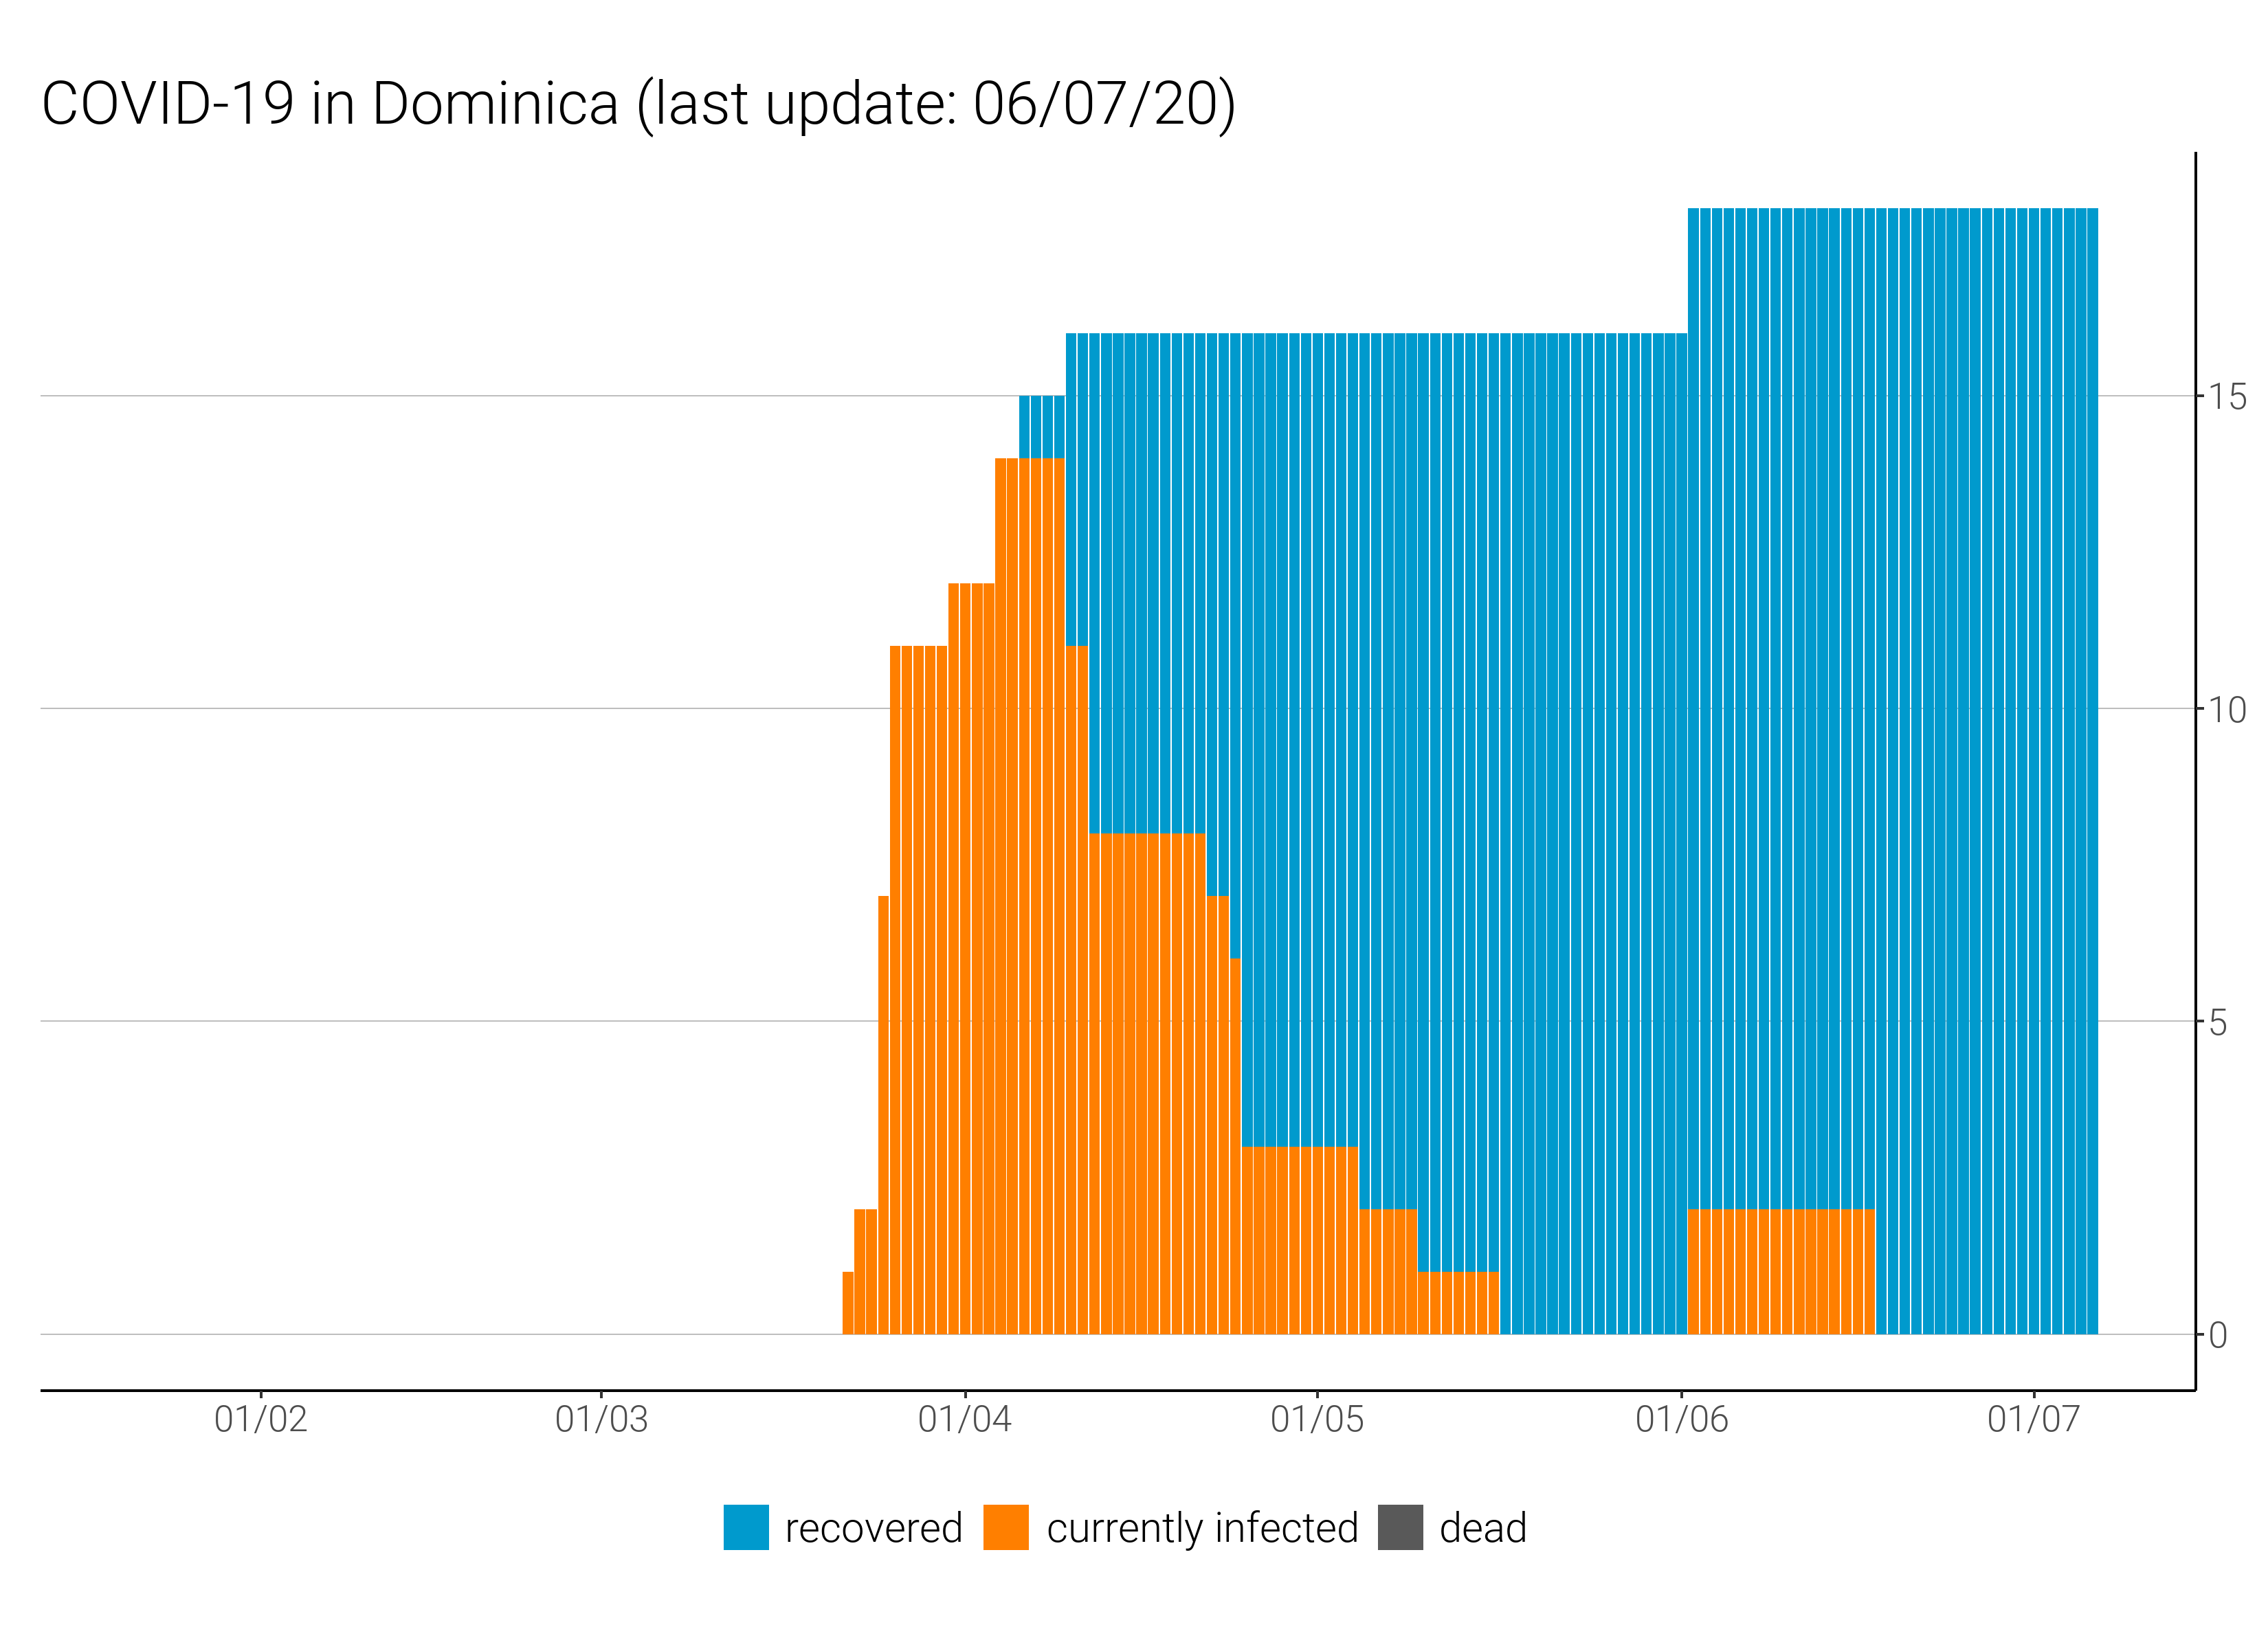 COVID-19 in Dominica (last update: 06/07/20)
15
10
5
0
01/02 01/03 01/04 01/05 01/06 01/07
recovered currently infected dead